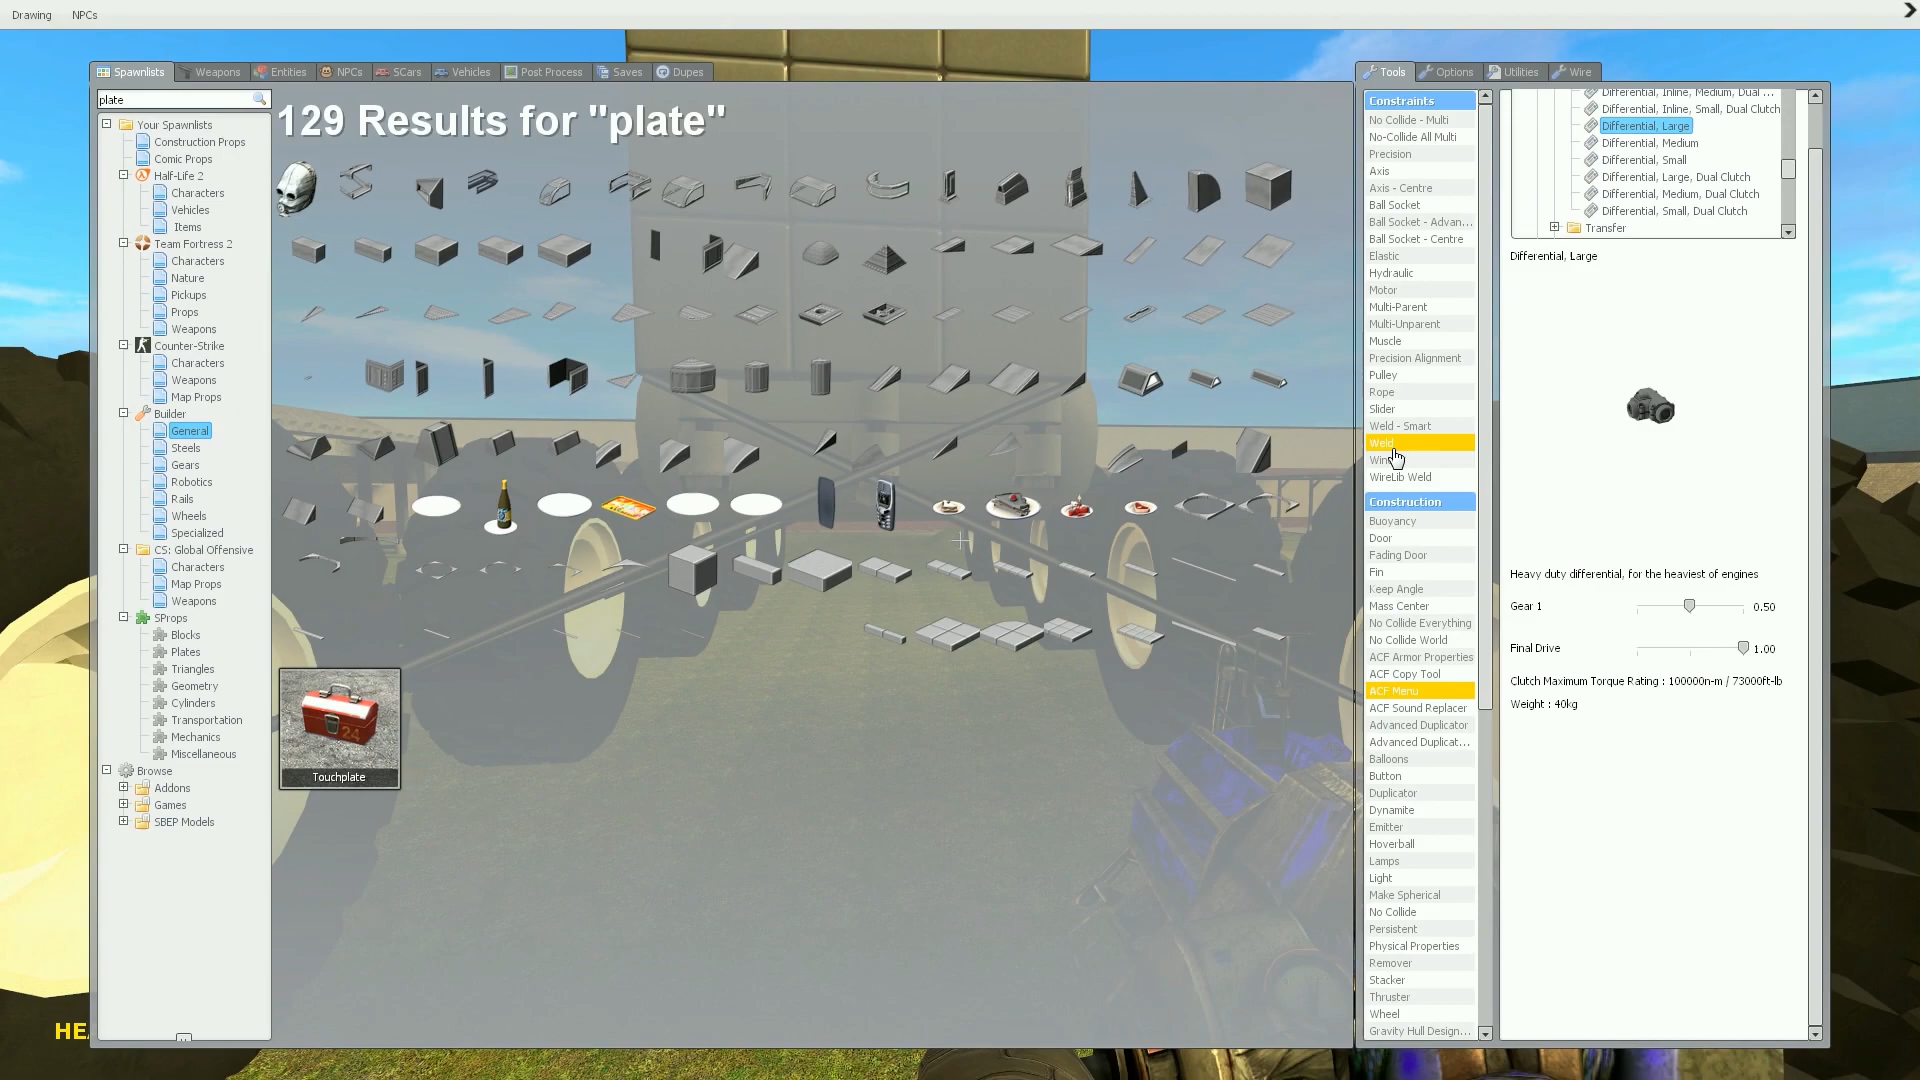 Drawing NPCs
Spawnlists Weapons Entities NPCs SCars Vehicles Post Process Saves Dupes
plate
Your Spawnlists
Construction Props
Comic Props
Half-Life 2
Characters
Vehicles
Items
Team Fortress 2
Characters
Nature
Pickups
Props
Weapons
Counter-Strike
Characters
Weapons
Map Props
Builder
General
Steels
Gears
Robotics
Rails
Wheels
Specialized
CS: Global Offensive
Characters
Map Props
Weapons
SProps
Blocks
Plates
Triangles
Geometry
Cylinders
Transportation
Mechanics
Miscellaneous
Browse
Addons
Games
SBEP Models
129 Results for "plate"
24
Touchplate
Tools Options Utilities Wire
Constraints
No Collide - Multi
No-Collide All Multi
Precision
Axis
Axis - Centre
Ball Socket
Ball Socket - Advan...
Ball Socket - Centre
Elastic
Hydraulic
Motor
Multi-Parent
Multi-Unparent
Muscle
Precision Alignment
Pulley
Rope
Slider
Weld - Smart
Weld
WireLib Weld
Construction
Buoyancy
Door
Fading Door
Fin
Keep Angle
Mass Center
No Collide Everything
No Collide World
ACF Armor Properties
ACF Copy Tool
ACF Menu
ACF Sound Replacer
Advanced Duplicator
Advanced Duplicat...
Balloons
Button
Duplicator
Dynamite
Emitter
Hoverball
Lamps
Light
Make Spherical
No Collide
Persistent
Physical Properties
Remover
Stacker
Thruster
Wheel
Gravity Hull Design...
Differential, Inline, Medium, Dual ...
Differential, Inline, Small, Dual Clutch
Differential, Large
Differential, Medium
Differential, Small
Differential, Large, Dual Clutch
Differential, Medium, Dual Clutch
Differential, Small, Dual Clutch
Transfer
Differential, Large
Heavy duty differential, for the heaviest of engines
Gear 1 0.50
Final Drive 1.00
Clutch Maximum Torque Rating : 100000n-m / 73000ft-lb
Weight : 40kg